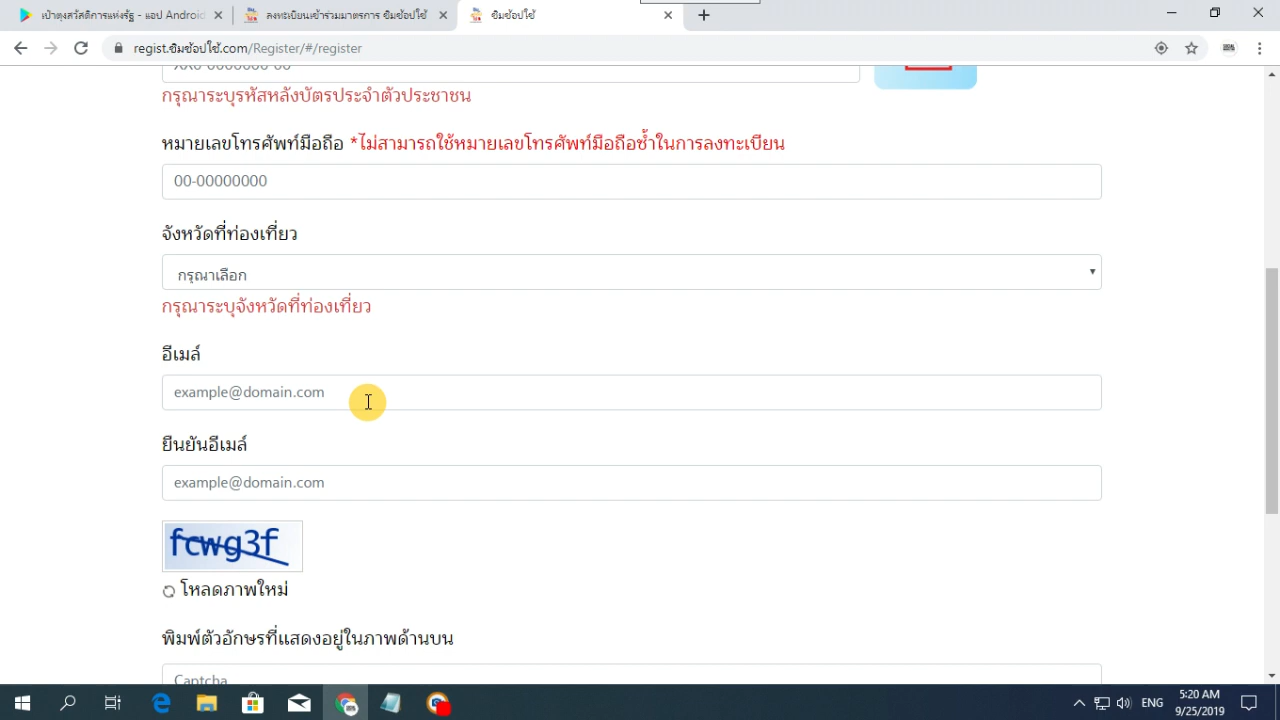 เป๋าตุงสวัสดิการแห่งรัฐ - แอป Android
ลงทะเบียนเข้าร่วมมาตรการ ชิมช้อปใช้
ชิมช้อปใช้
regist.ชิมช้อปใช้.com/Register/#/register
กรุณาระบุรหัสหลังบัตรประจำตัวประชาชน
หมายเลขโทรศัพท์มือถือ *ไม่สามารถใช้หมายเลขโทรศัพท์มือถือซ้ำในการลงทะเบียน
00-00000000
จังหวัดที่ท่องเที่ยว
กรุณาเลือก
กรุณาระบุจังหวัดที่ท่องเที่ยว
อีเมล์
example@domain.com
ยืนยันอีเมล์
example@domain.com
fcwg3f
โหลดภาพใหม่
พิมพ์ตัวอักษรที่แสดงอยู่ในภาพด้านบน
Captcha
ENG
5:20 AM
9/25/2019